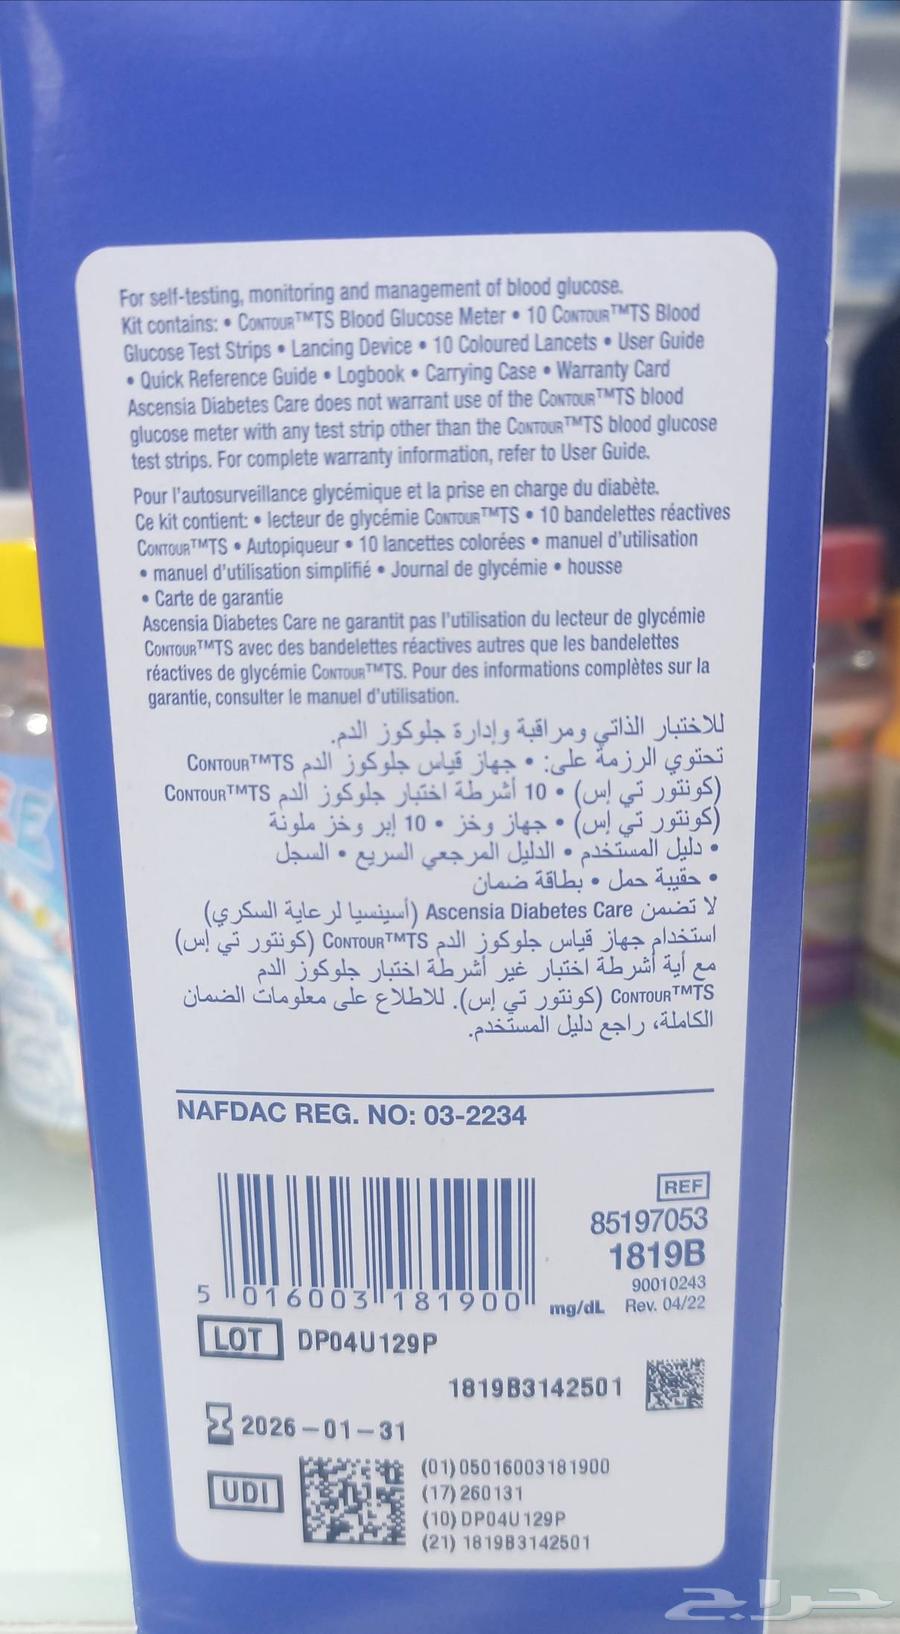 For self-testing, monitoring and management of blood glucose.
Kit contains: • CONTOUR™TS Blood Glucose Meter • 10 CONTOUR™TS Blood
Glucose Test Strips • Lancing Device • 10 Coloured Lancets • User Guide
• Quick Reference Guide • Logbook • Carrying Case • Warranty Card
Ascensia Diabetes Care does not warrant use of the CONTOUR™TS blood
glucose meter with any test strip other than the CONTOUR™TS blood glucose
test strips. For complete warranty information, refer to User Guide.
Pour l'autosurveillance glycémique et la prise en charge du diabète.
Ce kit contient: • lecteur de glycémie CONTOUR™TS • 10 bandelettes réactives
CONTOUR™TS • Autopiqueur • 10 lancettes colorées • manuel d'utilisation
• manuel d'utilisation simplifié • Journal de glycémie • housse
• Carte de garantie
Ascensia Diabetes Care ne garantit pas l'utilisation du lecteur de glycémie
CONTOUR™TS avec des bandelettes réactives autres que les bandelettes
réactives de glycémie CONTOUR™TS. Pour des informations complètes sur la
garantie, consulter le manuel d'utilisation.
للاختبار الذاتي ومراقبة وإدارة جلوكوز الدم.
تحتوي الرزمة على: • جهاز قياس جلوكوز الدم CONTOUR™TS
(كونتور تي إس) • 10 أشرطة اختبار جلوكوز الدم CONTOUR™TS
(كونتور تي إس) • جهاز وخز • 10 إبر وخز ملونة
• دليل المستخدم • الدليل المرجعي السريع • السجل
• حقيبة حمل • بطاقة ضمان
لا تضمن Ascensia Diabetes Care (أسينسيا لرعاية السكري)
استخدام جهاز قياس جلوكوز الدم CONTOUR™TS (كونتور تي إس)
مع أية أشرطة اختبار غير أشرطة اختبار جلوكوز الدم
CONTOUR™TS (كونتور تي إس). للاطلاع على معلومات الضمان
الكاملة، راجع دليل المستخدم.
NAFDAC REG. NO: 03-2234
REF
85197053
1819B
90010243
5 016003 181900
mg/dL Rev. 04/22
LOT DP04U129P
1819B3142501
2026-01-31
UDI
(01)05016003181900
(17)260131
(10)DP04U129P
(21)1819B3142501
حراج